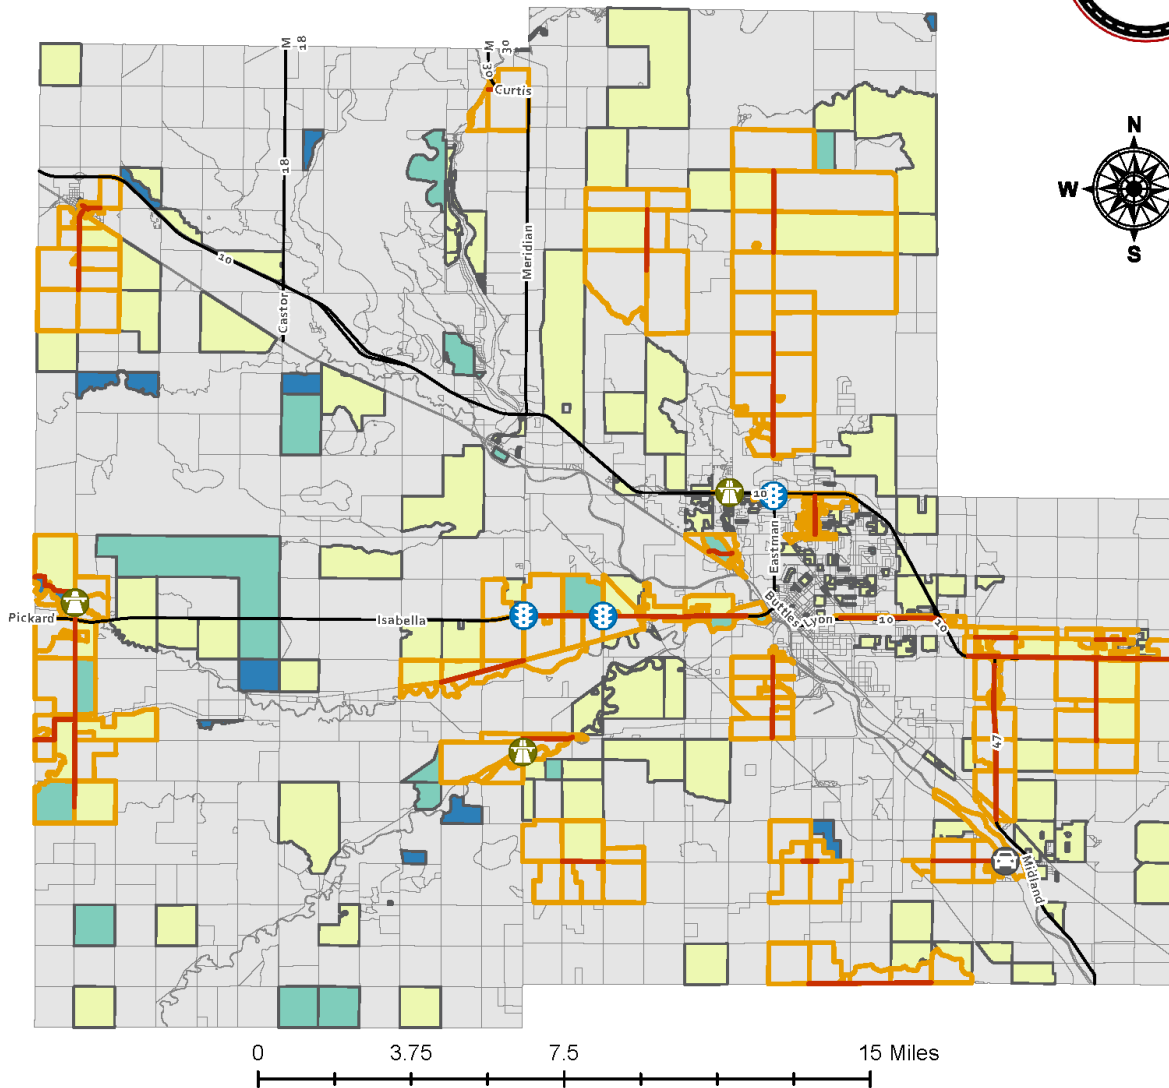 M
18
M
30
30
Curtis
N
18
W
S
Meridian
10
Castor
10
Eastman
Pickard
Isabella
Buttles
Lyon
10
10
47
Midland
0 3.75 7.5 15 Miles